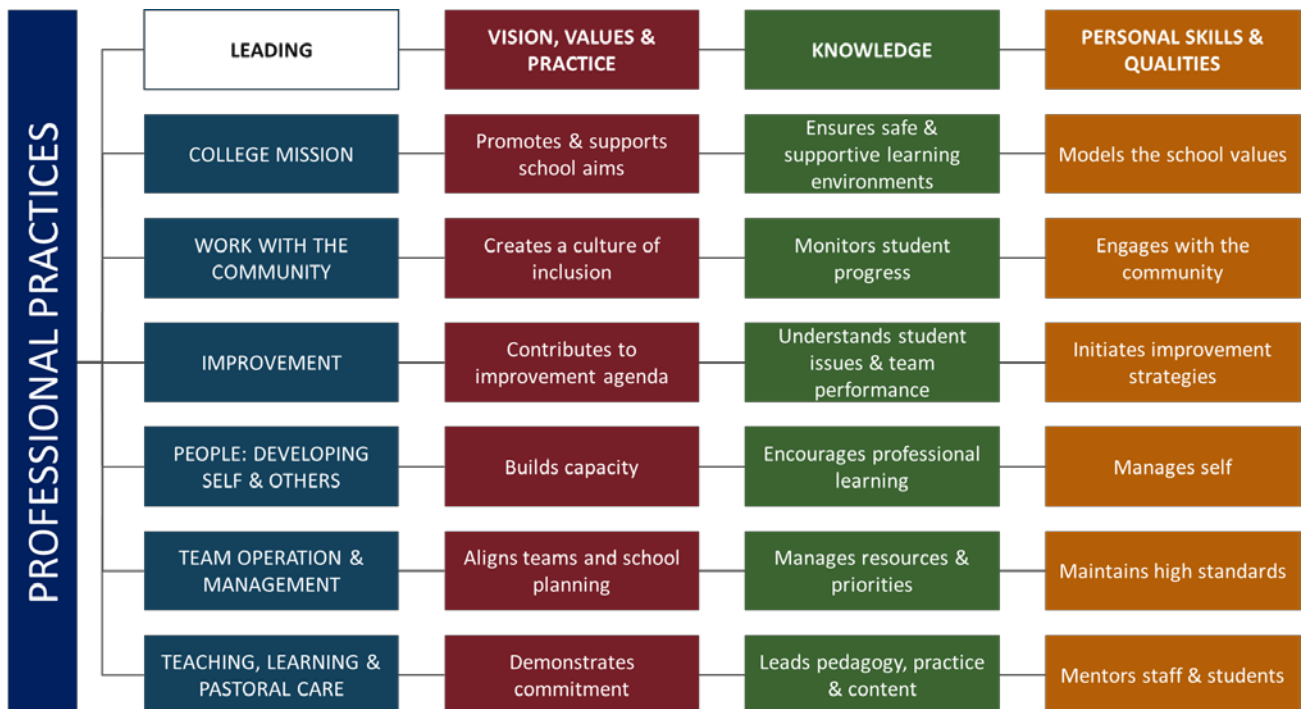 PROFESSIONAL PRACTICES
LEADING
VISION, VALUES &
PRACTICE
KNOWLEDGE
PERSONAL SKILLS &
QUALITIES
COLLEGE MISSION
Promotes & supports
school aims
Ensures safe &
supportive learning
environments
Models the school values
WORK WITH THE
COMMUNITY
Creates a culture of
inclusion
Monitors student
progress
Engages with the
community
IMPROVEMENT
Contributes to
improvement agenda
Understands student
issues & team
performance
Initiates improvement
strategies
PEOPLE: DEVELOPING
SELF & OTHERS
Builds capacity
Encourages professional
learning
Manages self
TEAM OPERATION &
MANAGEMENT
Aligns teams and school
planning
Manages resources &
priorities
Maintains high standards
TEACHING, LEARNING &
PASTORAL CARE
Demonstrates
commitment
Leads pedagogy, practice
& content
Mentors staff & students